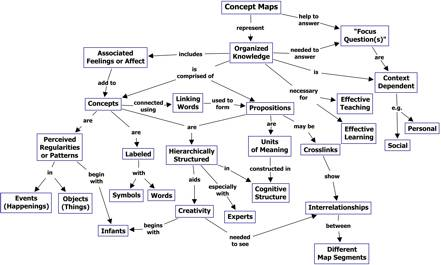 Concept Maps
help to
answer
represent
"Focus
Question(s)"
Associated
Feelings or Affect
includes
Organized
Knowledge
needed to
answer
are
is
comprised of
is
Context
Dependent
add to
necessary
for
e.g.
Concepts
connected
using
Linking
Words
used to
form
Propositions
Effective
Teaching
Personal
are
are
are
are
may be
Effective
Learning
Social
Perceived
Regularities
or Patterns
Labeled
Hierarchically
Structured
Units
of Meaning
Crosslinks
in
begin
with
with
aids
especially
with
in
constructed in
show
Events
(Happenings)
Objects
(Things)
Symbols
Words
Cognitive
Structure
Creativity
Experts
Interrelationships
Infants
begins
with
needed
to see
between
Different
Map Segments